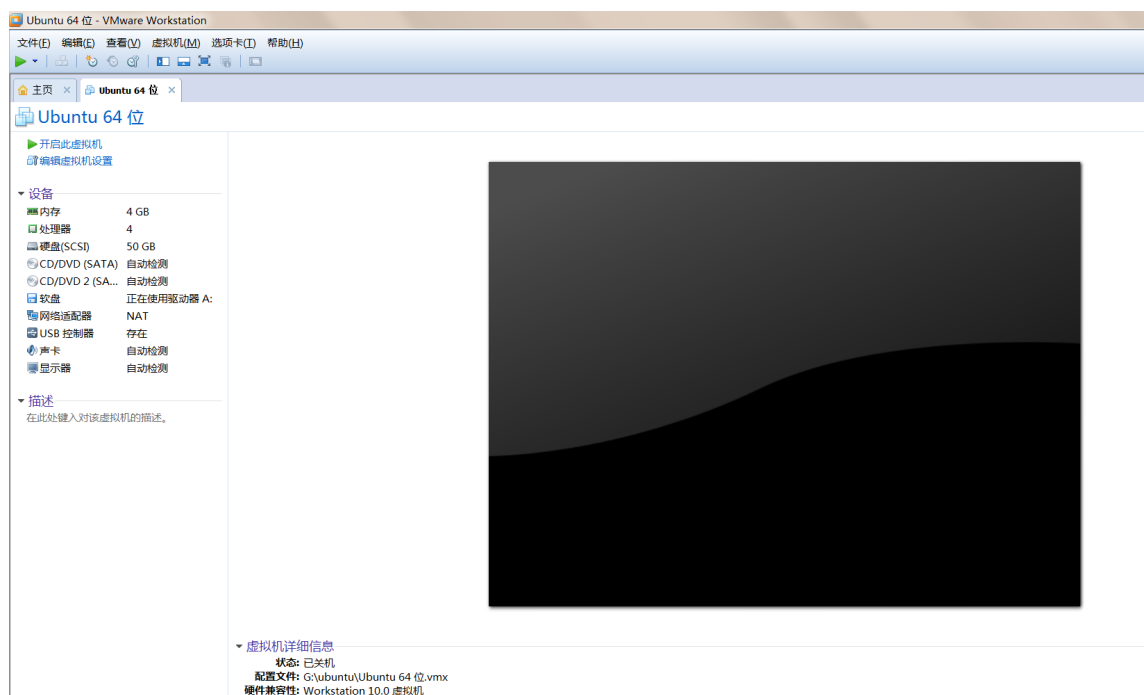 Ubuntu 64 位 - VMware Workstation
文件(F) 编辑(E) 查看(V) 虚拟机(M) 选项卡(T) 帮助(H)
主页 × Ubuntu 64 位 ×
Ubuntu 64 位
开启此虚拟机
编辑虚拟机设置
设备
内存 4 GB
处理器 4
硬盘(SCSI) 50 GB
CD/DVD (SATA) 自动检测
CD/DVD 2 (SA... 自动检测
软盘 正在使用驱动器 A:
网络适配器 NAT
USB 控制器 存在
声卡 自动检测
显示器 自动检测
描述
在此处键入对该虚拟机的描述。
虚拟机详细信息
状态: 已关机
配置文件: G:\ubuntu\Ubuntu 64 位.vmx
硬件兼容性: Workstation 10.0 虚拟机